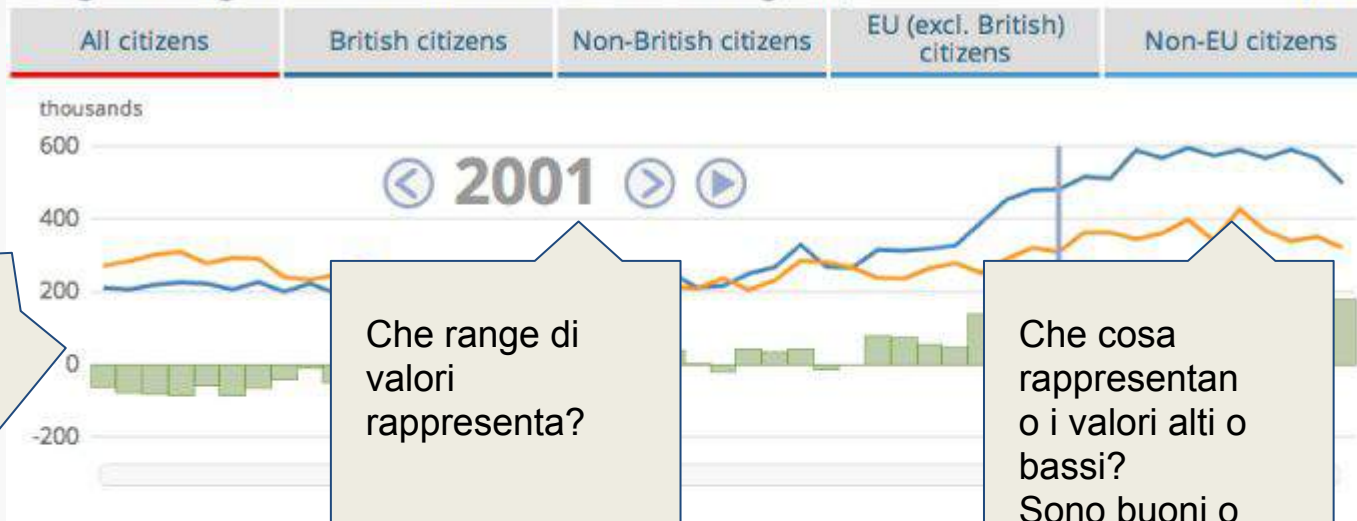 All citizens
British citizens
Non-British citizens
EU (excl. British)
citizens
Non-EU citizens
thousands
600
400
200
0
-200
2001
Che range di
valori
rappresenta?
Che cosa
rappresentan
o i valori alti o
bassi?
Sono buoni o